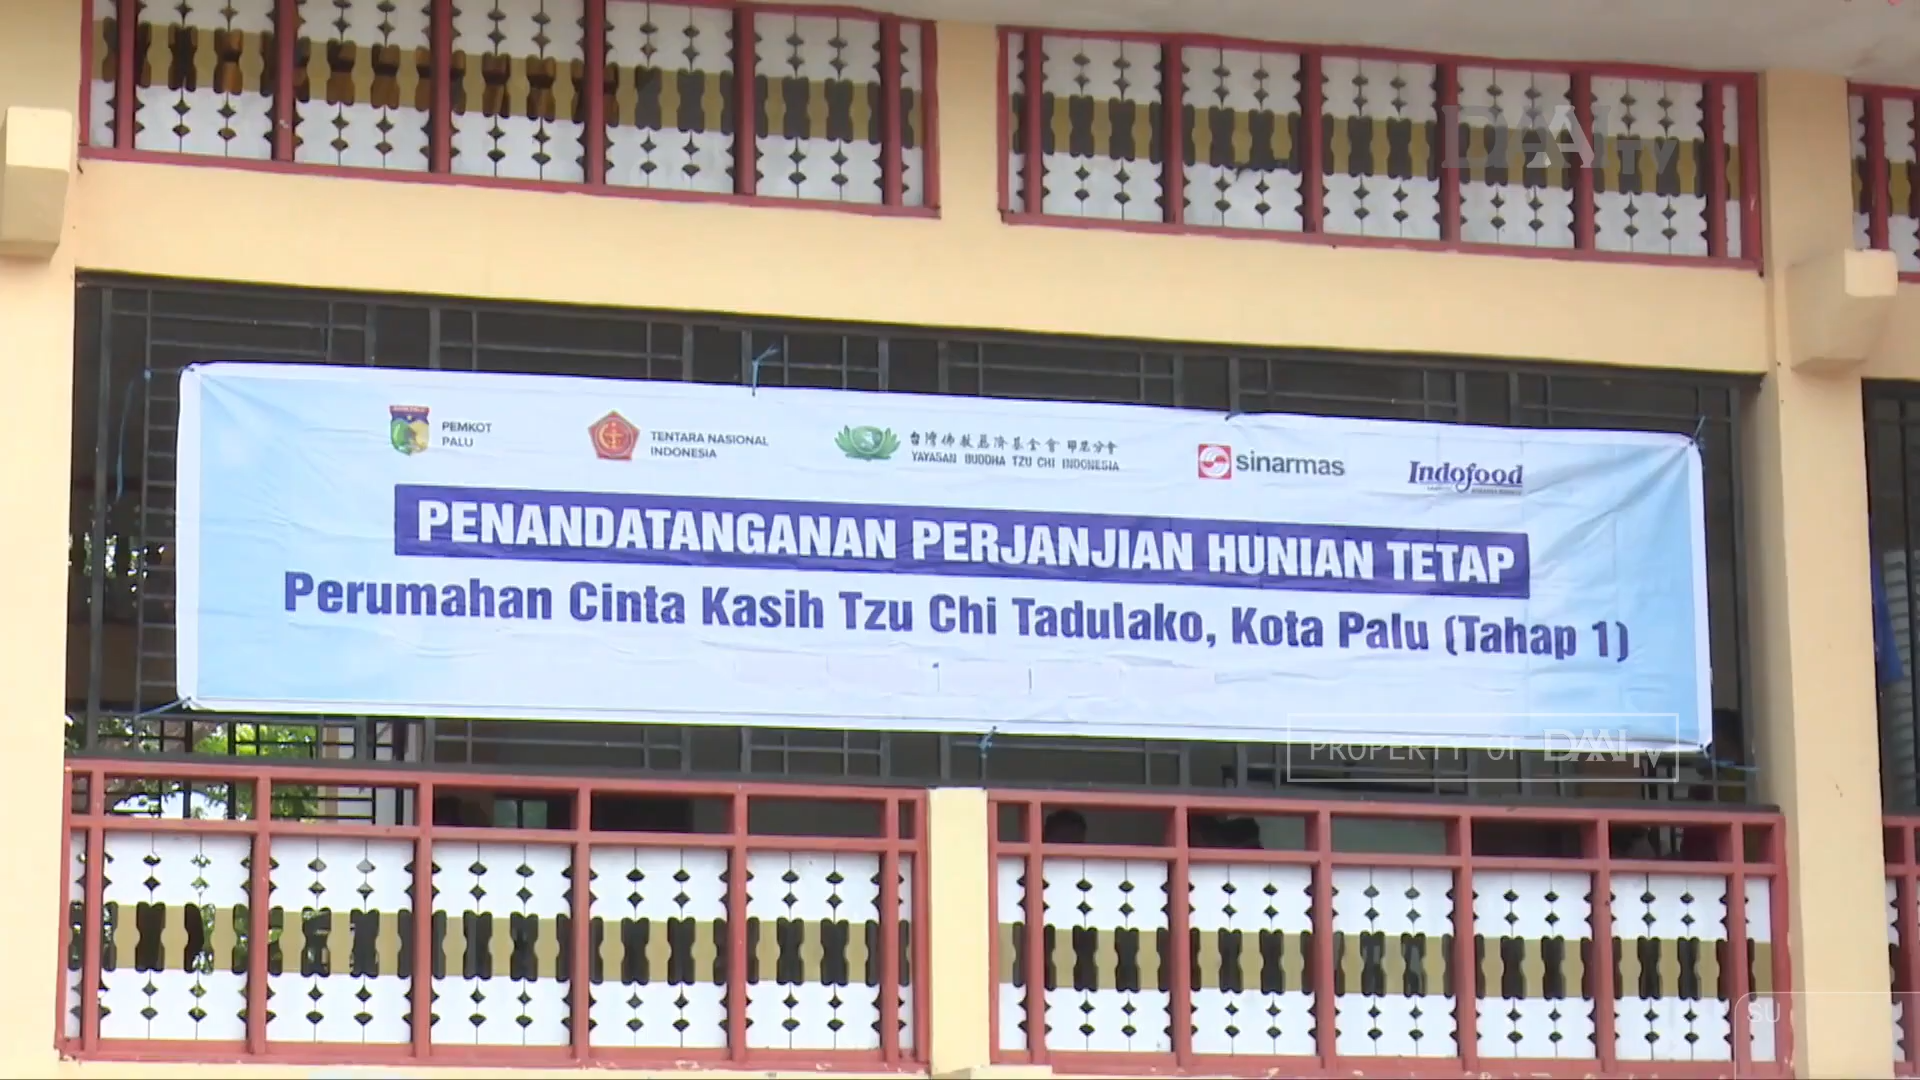 DAAI TV
PEMKOT
PALU
TENTARA NASIONAL
INDONESIA
台灣佛教慈濟基金會 印尼分會
YAYASAN BUDDHA TZU CHI INDONESIA
sinarmas
Indofood
PENANDATANGANAN PERJANJIAN HUNIAN TETAP
Perumahan Cinta Kasih Tzu Chi Tadulako, Kota Palu (Tahap 1)
PROPERTY OF DAAI TV
SU